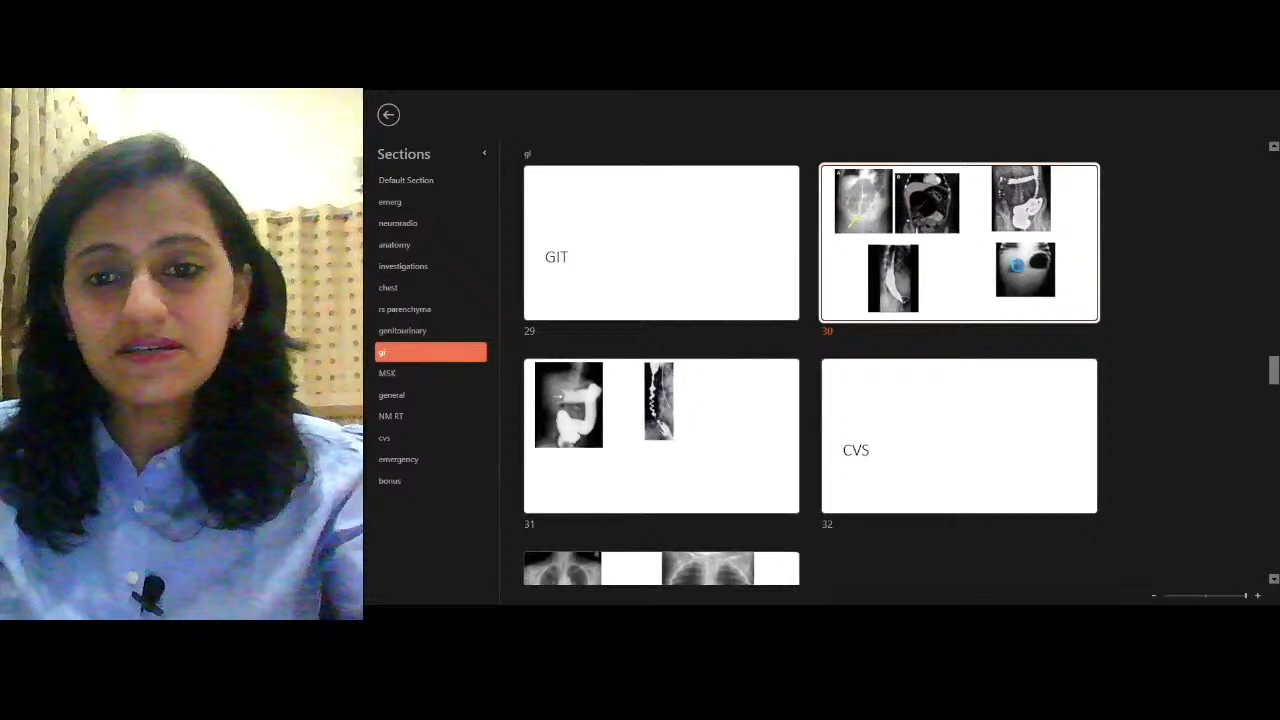 Sections
Default Section
emerg
neuroradio
anatomy
investigations
chest
rs parenchyma
genitourinary
gi
MSK
general
NM RT
cvs
emergency
bonus
gi
GIT
29
A
B
30
31
CVS
32